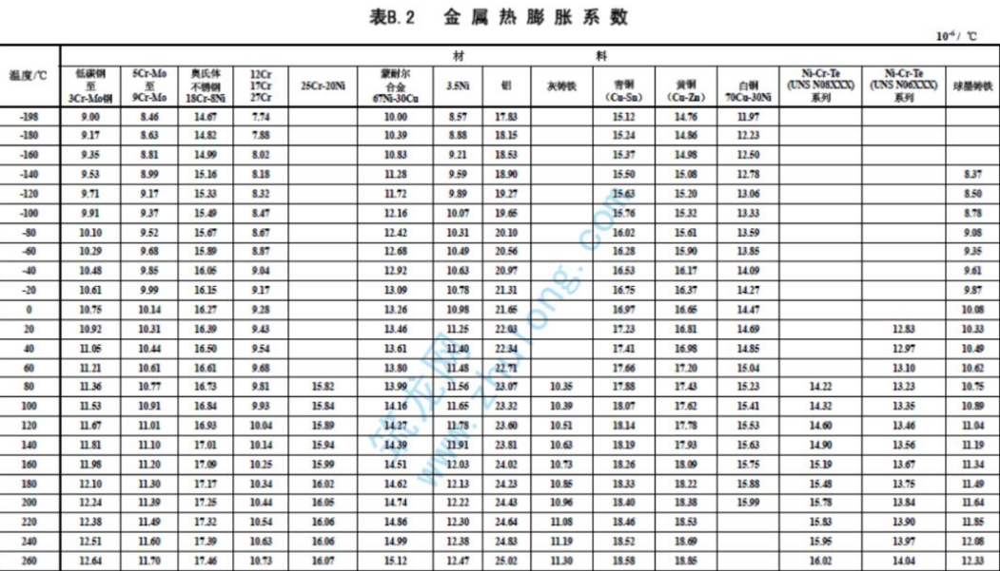 表B.2 金属热膨胀系数
10⁻⁶/ ℃
温度/℃ 材 料
低碳钢至3Cr-Mo钢 5Cr-Mo至9Cr-Mo 奥氏体不锈钢18Cr-8Ni 12Cr 17Cr 27Cr 25Cr-20Ni 蒙耐尔合金67Ni-30Cu 3.5Ni 铝 灰铸铁 青铜(Cu-Sn) 黄铜(Cu-Zn) 白铜70Cu-30Ni Ni-Cr-Te(UNS N08XXX)系列 Ni-Cr-Te(UNS N06XXX)系列 球墨铸铁
-198 9.00 8.46 14.67 7.74 10.00 8.57 17.83 15.12 14.76 11.97
-180 9.17 8.63 14.82 7.88 10.39 8.88 18.15 15.24 14.86 12.23
-160 9.35 8.81 14.99 8.02 10.83 9.21 18.53 15.37 14.98 12.50
-140 9.53 8.99 15.16 8.18 11.28 9.59 18.90 15.50 15.08 12.78 8.37
-120 9.71 9.17 15.33 8.32 11.72 9.89 19.27 15.63 15.20 13.06 8.50
-100 9.91 9.37 15.49 8.47 12.16 10.07 19.65 15.76 15.32 13.33 8.78
-80 10.10 9.52 15.67 8.67 12.42 10.31 20.10 16.02 15.61 13.59 9.08
-60 10.29 9.68 15.89 8.87 12.68 10.49 20.56 16.28 15.90 13.85 9.35
-40 10.48 9.85 16.05 9.04 12.92 10.63 20.97 16.53 16.17 14.09 9.61
-20 10.61 9.99 16.15 9.17 13.09 10.78 21.31 16.75 16.37 14.27 9.87
0 10.75 10.14 16.27 9.28 13.26 10.98 21.65 16.97 16.65 14.47 10.08
20 10.92 10.31 16.39 9.43 13.46 11.25 22.03 17.23 16.81 14.69 12.83 10.33
40 11.05 10.44 16.50 9.54 13.61 11.40 22.34 17.41 16.98 14.85 12.97 10.49
60 11.21 10.61 16.61 9.68 13.80 11.48 22.71 17.66 17.20 15.04 13.10 10.62
80 11.36 10.77 16.73 9.81 15.82 13.99 11.56 23.07 10.35 17.88 17.43 15.23 14.22 13.23 10.75
100 11.53 10.91 16.84 9.93 15.84 14.16 11.65 23.32 10.39 18.07 17.62 15.41 14.32 13.35 10.89
120 11.67 11.01 16.93 10.04 15.89 14.27 11.78 23.60 10.51 18.14 17.78 15.53 14.60 13.46 11.04
140 11.81 11.10 17.01 10.14 15.94 14.39 11.91 23.81 10.63 18.19 17.93 15.63 14.90 13.56 11.19
160 11.98 11.20 17.09 10.25 15.99 14.51 12.03 24.02 10.73 18.26 18.09 15.75 15.19 13.67 11.34
180 12.10 11.30 17.17 10.34 16.02 14.62 12.13 24.23 10.85 18.33 18.22 15.88 15.48 13.75 11.49
200 12.24 11.39 17.25 10.44 16.05 14.74 12.22 24.43 10.96 18.40 18.38 15.99 15.78 13.84 11.64
220 12.38 11.49 17.32 10.54 16.06 14.86 12.30 24.64 11.08 18.46 18.53 15.83 13.90 11.85
240 12.51 11.60 17.39 10.63 16.06 14.99 12.38 24.83 11.19 18.52 18.69 15.95 13.97 12.08
260 12.64 11.70 17.46 10.73 16.07 15.12 12.47 25.02 11.30 18.58 18.85 16.02 14.04 12.33
筑龙网
www.zhulong.com